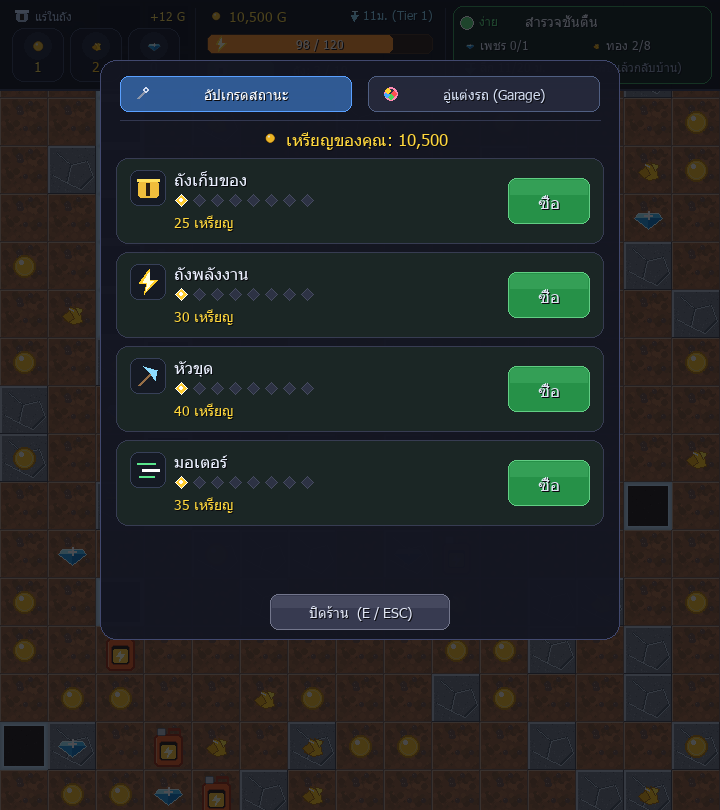 แร่ในถัง
+12 G
10,500 G
11ม. (Tier 1)
ง่าย
สำรวจชั้นตื้น
98 / 120
เพชร 0/1
ทอง 2/8
1
2
แล้วกลับบ้าน)
อัปเกรดสถานะ
อู่แต่งรถ (Garage)
เหรียญของคุณ: 10,500
ถังเก็บของ
25 เหรียญ
ซื้อ
ถังพลังงาน
30 เหรียญ
ซื้อ
หัวขุด
40 เหรียญ
ซื้อ
มอเตอร์
35 เหรียญ
ซื้อ
ปิดร้าน (E / ESC)